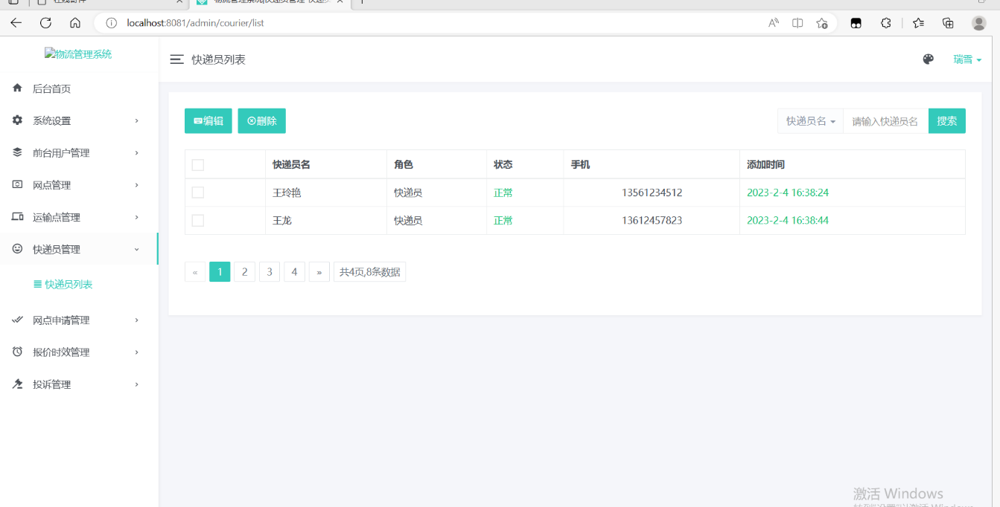 localhost:8081/admin/courier/list
物流管理系统
快递员列表
瑞雪
后台首页
系统设置
前台用户管理
网点管理
运输点管理
快递员管理
快递员列表
网点申请管理
报价时效管理
投诉管理
编辑 删除
快递员名 请输入快递员名 搜索
快递员名 角色 状态 手机 添加时间
王玲艳 快递员 正常 13561234512 2023-2-4 16:38:24
王龙 快递员 正常 13612457823 2023-2-4 16:38:44
« 1 2 3 4 » 共4页,8条数据
激活 Windows